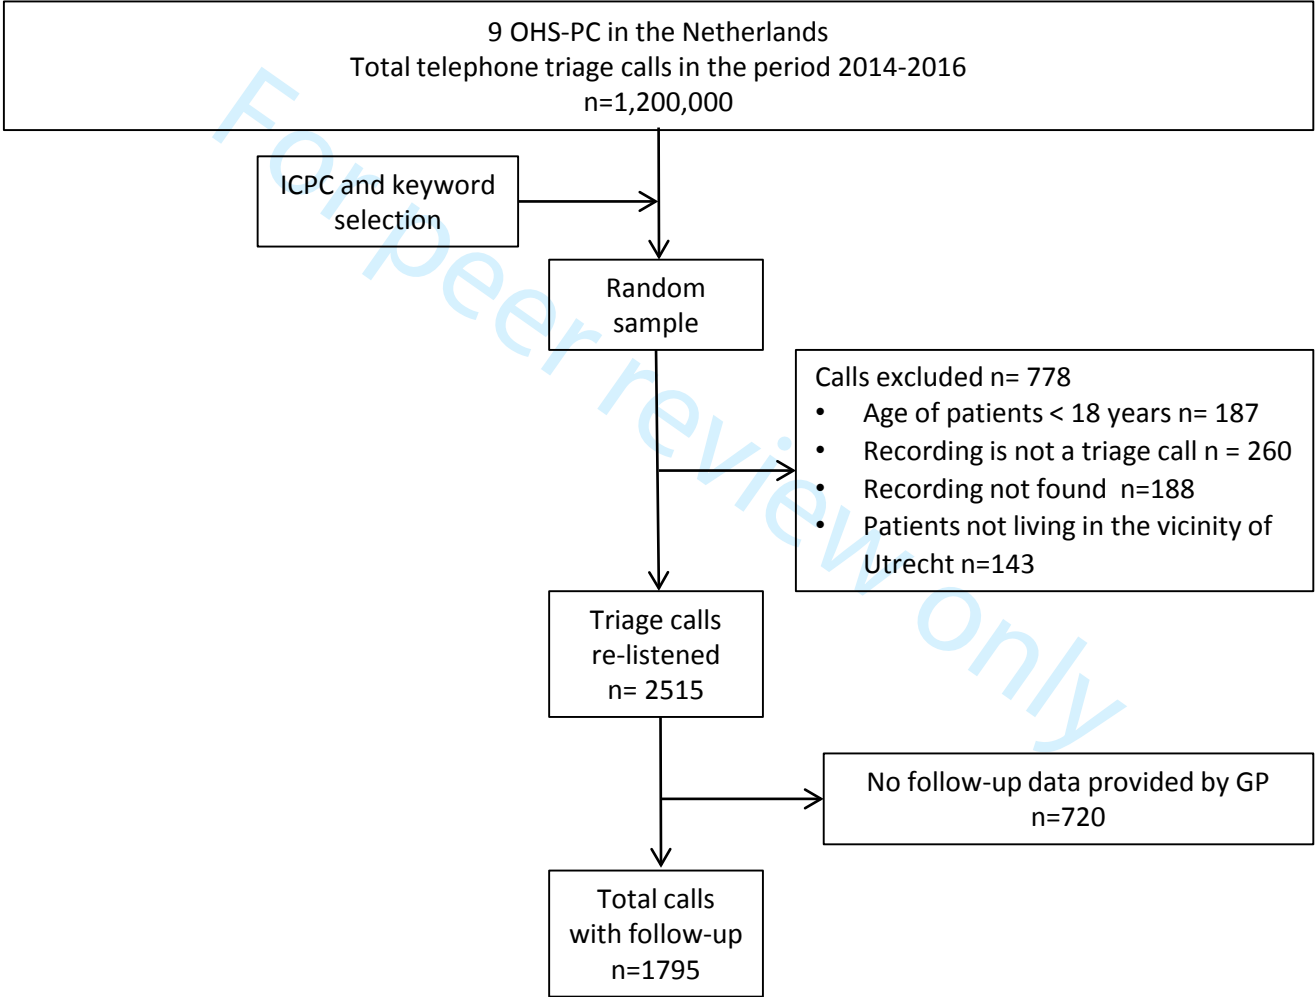 9 OHS-PC in the Netherlands
Total telephone triage calls in the period 2014-2016
n=1,200,000
ICPC and keyword
selection
Random
sample
Calls excluded n= 778
• Age of patients < 18 years n= 187
• Recording is not a triage call n = 260
• Recording not found n=188
• Patients not living in the vicinity of
Utrecht n=143
Triage calls
re-listened
n= 2515
No follow-up data provided by GP
n=720
Total calls
with follow-up
n=1795
For peer review only